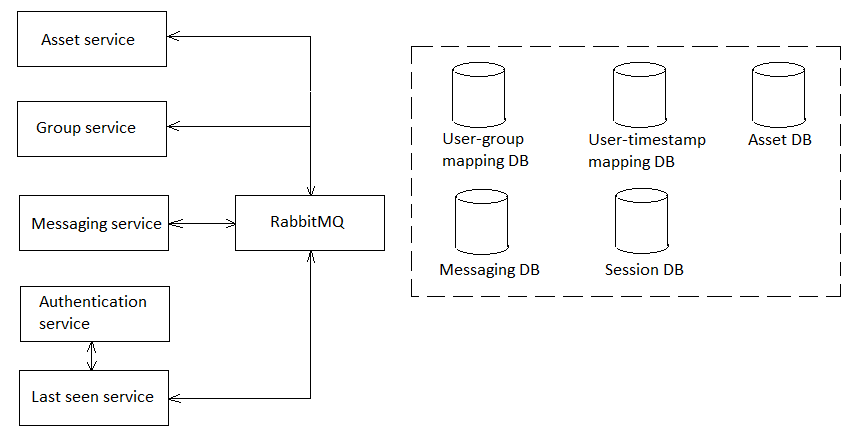 Asset service
Group service
Messaging service
RabbitMQ
Authentication
service
Last seen service
User-group
mapping DB
User-timestamp
mapping DB
Asset DB
Messaging DB
Session DB